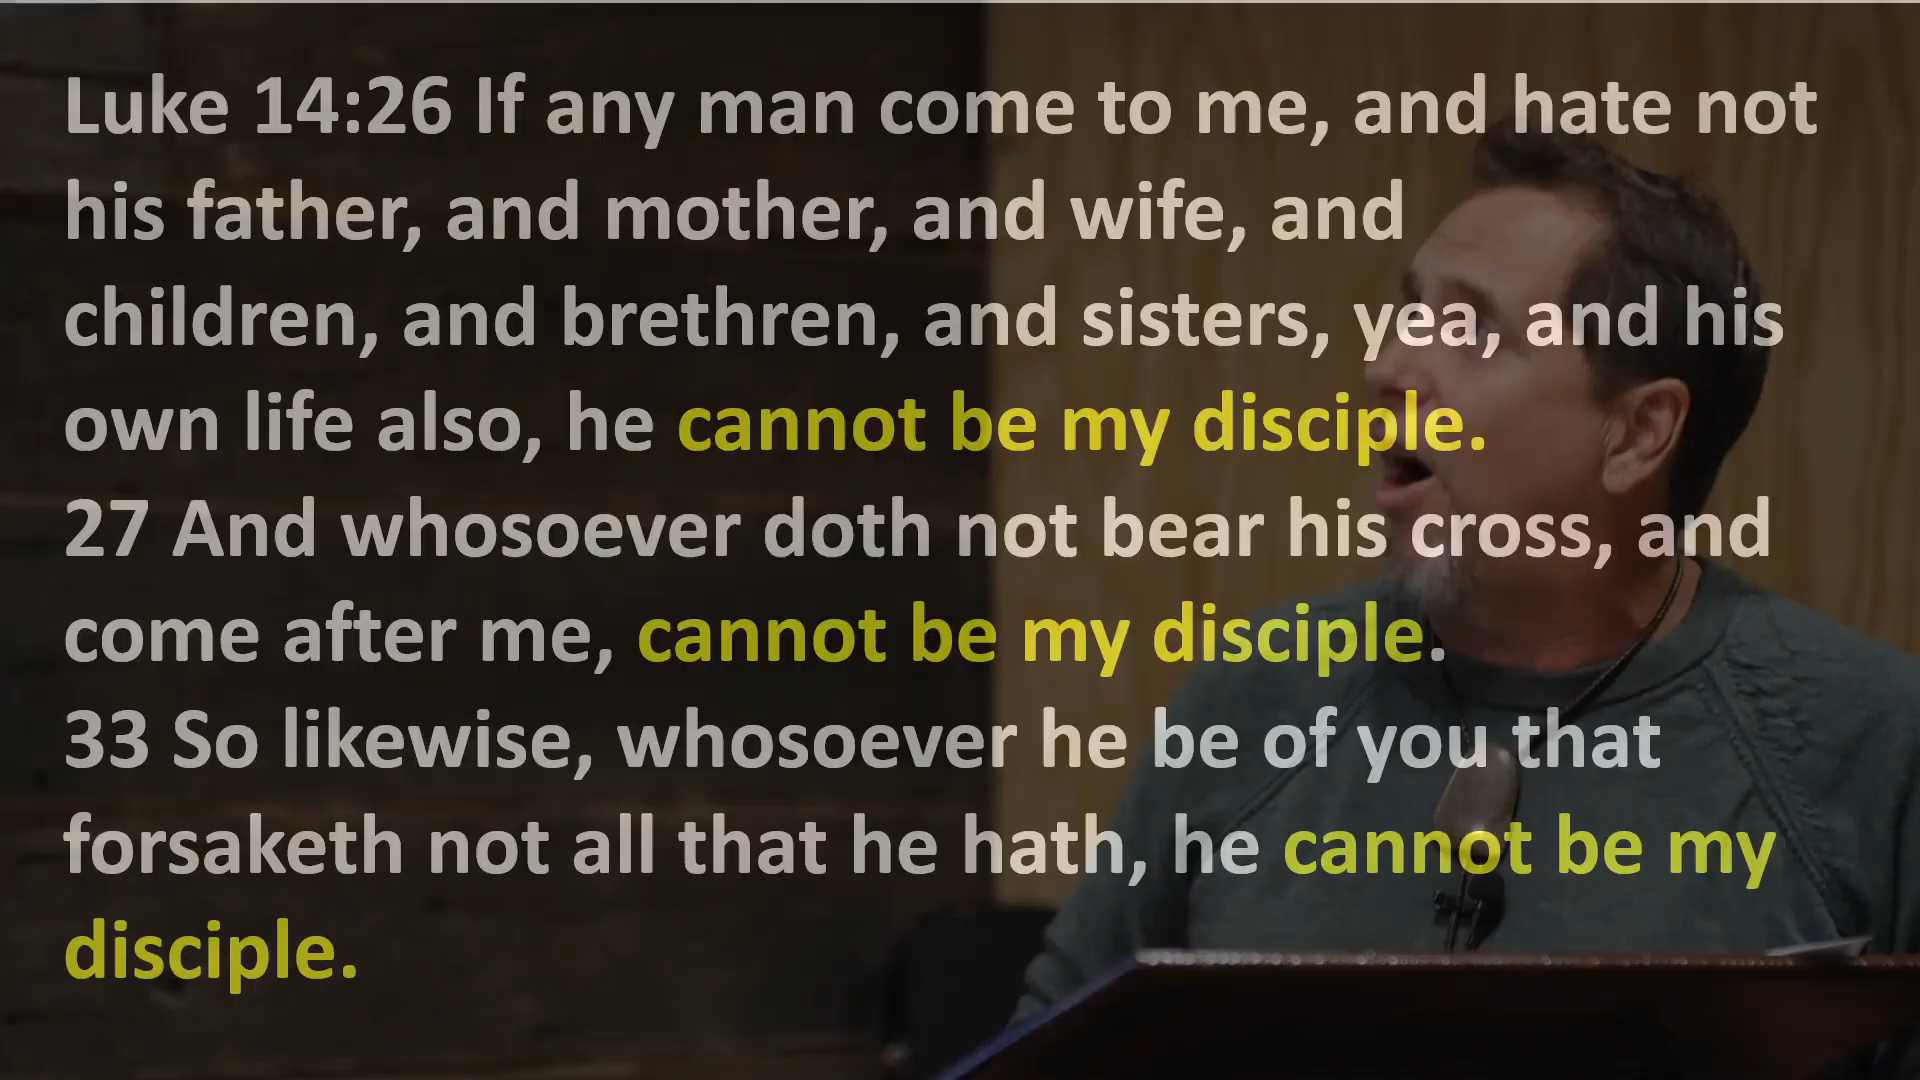 Luke 14:26 If any man come to me, and hate not
his father, and mother, and wife, and
children, and brethren, and sisters, yea, and his
own life also, he cannot be my disciple.
27 And whosoever doth not bear his cross, and
come after me, cannot be my disciple.
33 So likewise, whosoever he be of you that
forsaketh not all that he hath, he cannot be my
disciple.